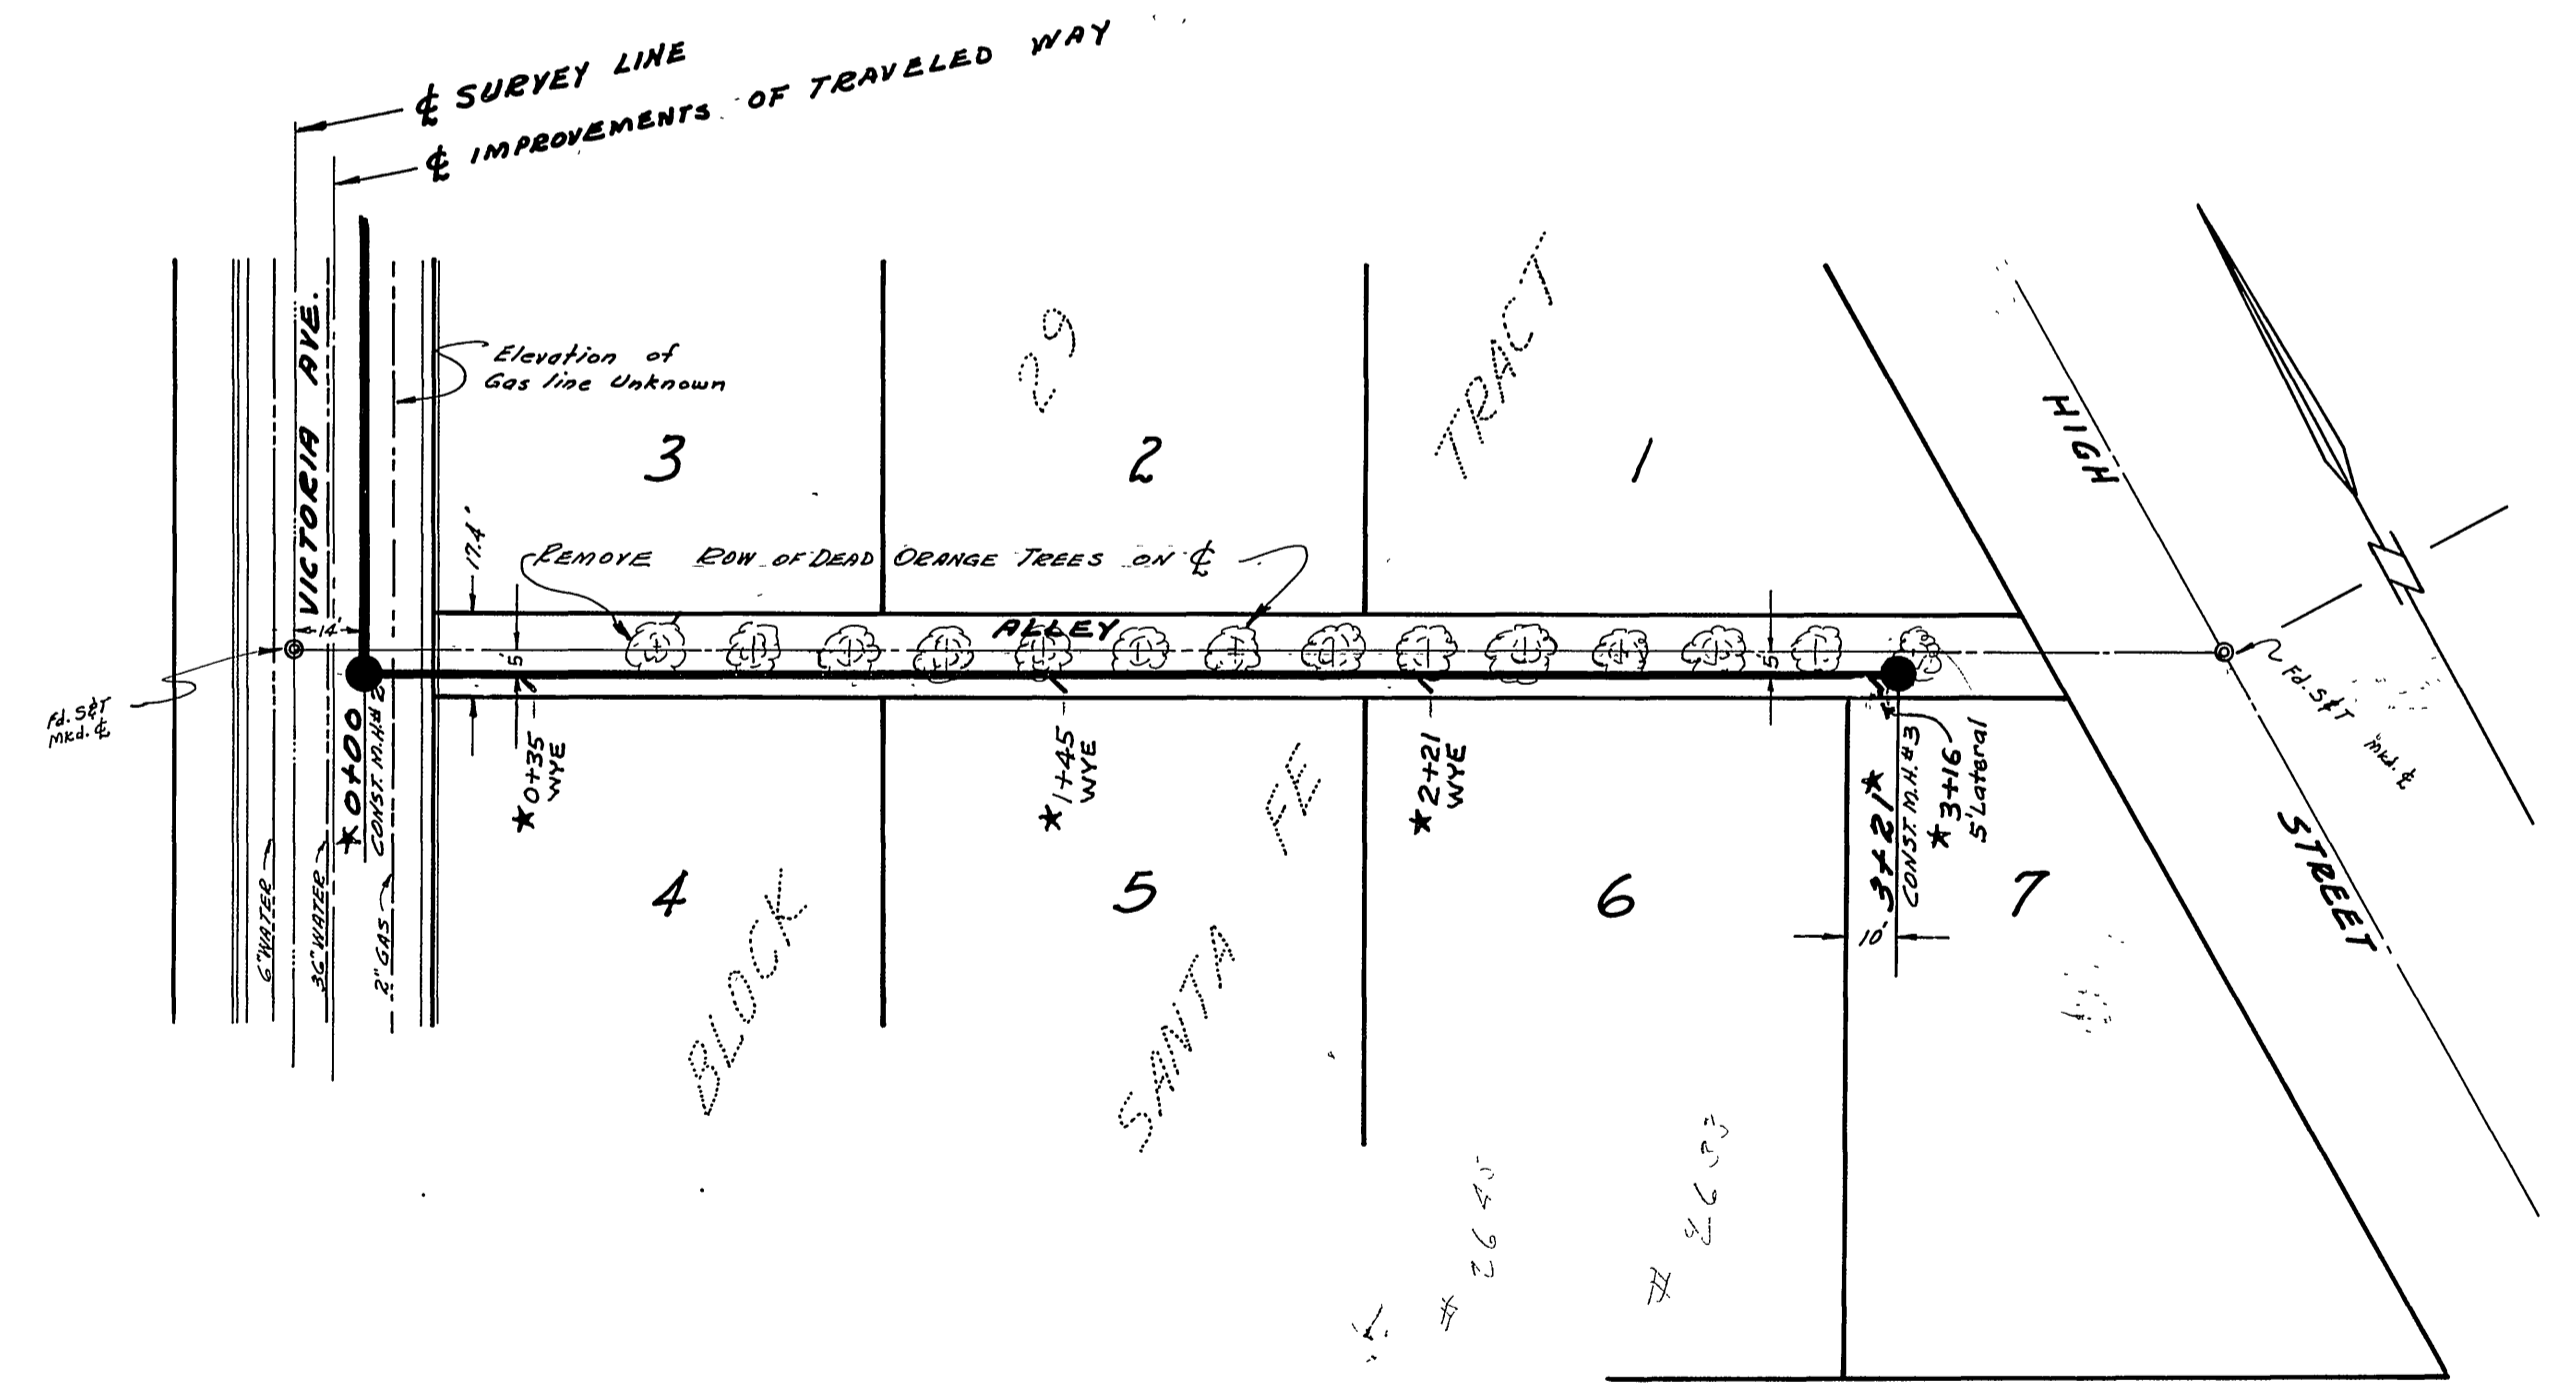 ℄ SURVEY LINE
℄ IMPROVEMENTS OF TRAVELED WAY
VICTORIA AVE.
Elevation of
Gas line Unknown
29
TRACT
3
2
1
HIGH
STREET
N
17.4'
REMOVE ROW OF DEAD ORANGE TREES ON ℄
ALLEY
14'
5'
5'
Fd. S&T
Mkd. ℄
Fd. S&T Mkd. ℄
*0+00
CONST. M.H.# 2
*0+35
WYE
*1+45
WYE
*2+21
WYE
3+21*
CONST. M.H. #3
*3+16
5' Lateral
10'
6" WATER
36" WATER
2" GAS
4
5
6
7
BLOCK
SANTA
FE
# 2645
# 2633